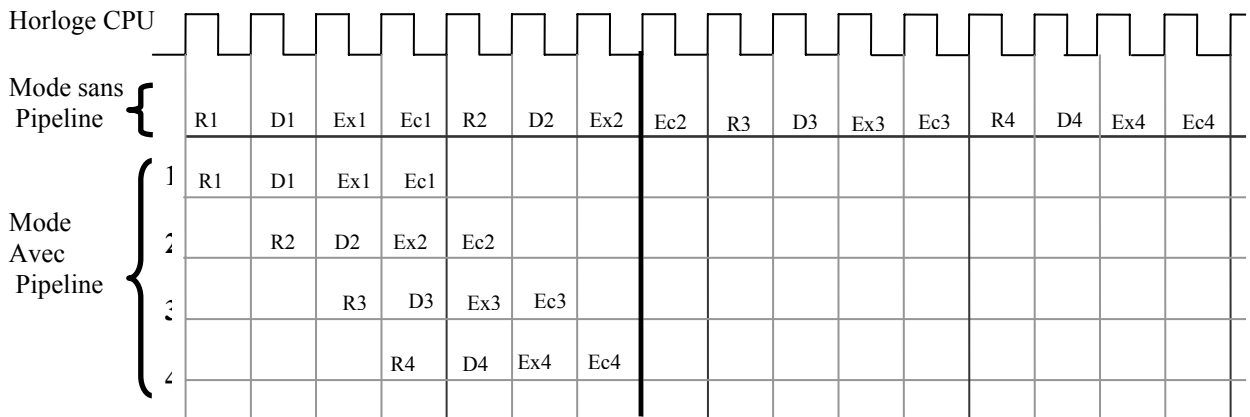 Horloge CPU
Mode sans
Pipeline
R1 D1 Ex1 Ec1 R2 D2 Ex2 Ec2 R3 D3 Ex3 Ec3 R4 D4 Ex4 Ec4
1 R1 D1 Ex1 Ec1
Mode
Avec
Pipeline
2 R2 D2 Ex2 Ec2
3 R3 D3 Ex3 Ec3
4 R4 D4 Ex4 Ec4